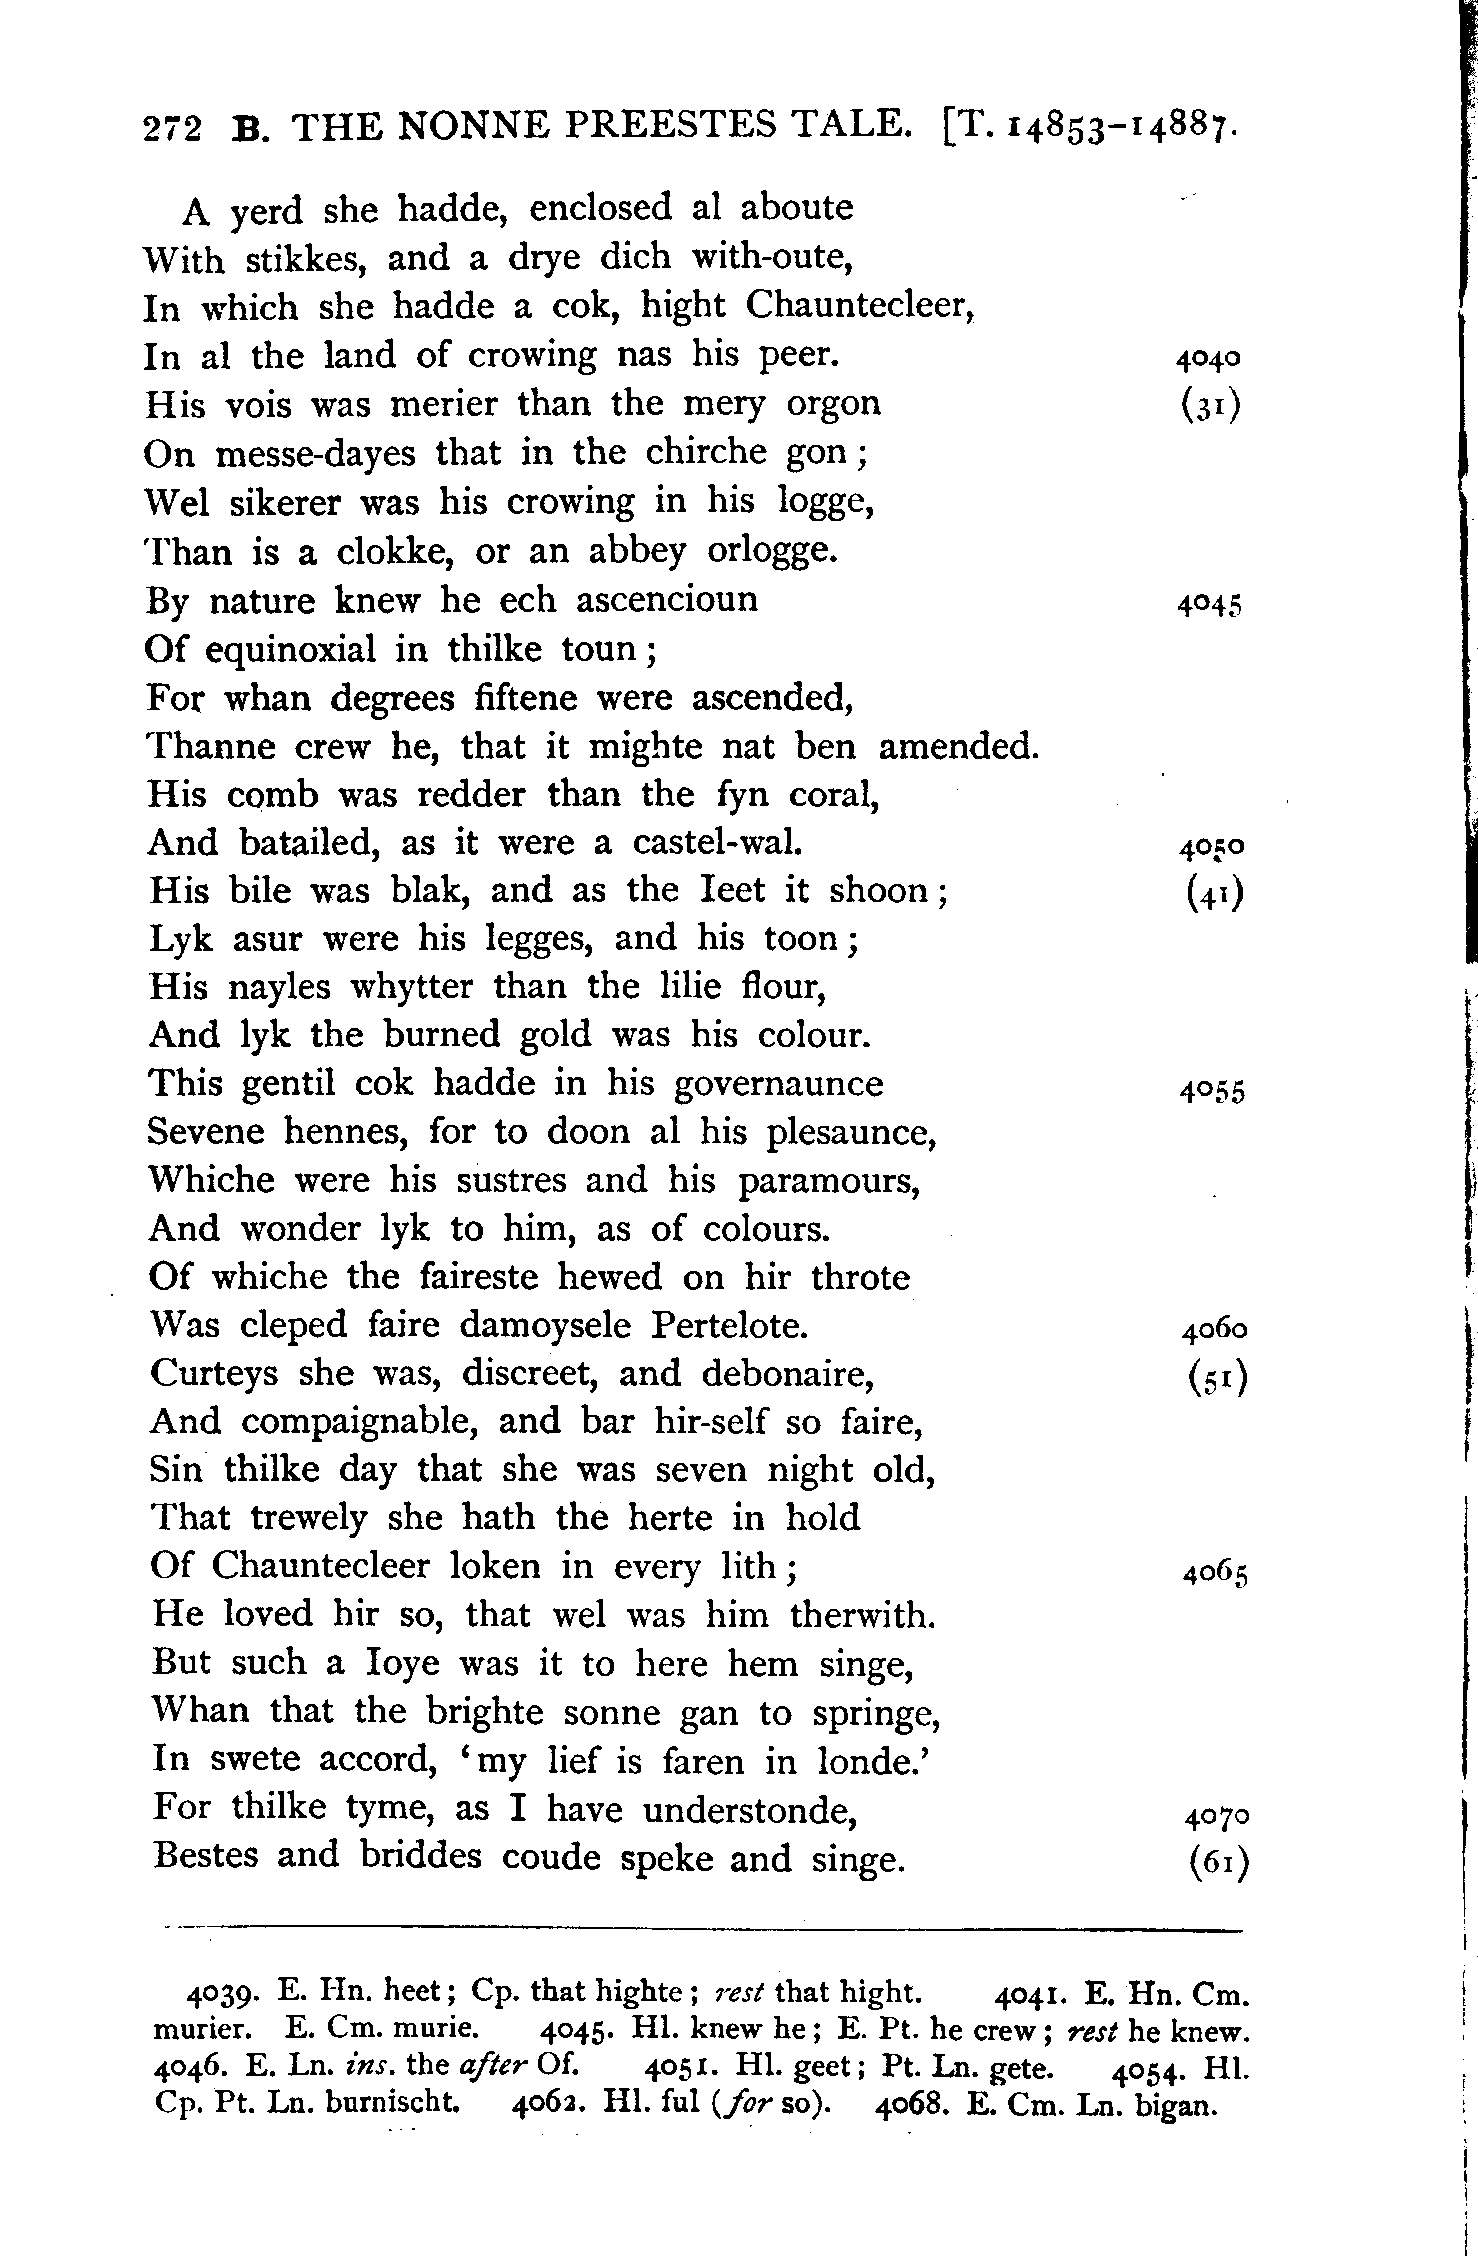 272 B. THE NONNE PREESTES TALE. [T. 14853-14887.
A yerd she hadde, enclosed al aboute
With stikkes, and a drye dich with-oute,
In which she hadde a cok, hight Chauntecleer,
In al the land of crowing nas his peer. 4040
His vois was merier than the mery orgon (31)
On messe-dayes that in the chirche gon ;
Wel sikerer was his crowing in his logge,
Than is a clokke, or an abbey orlogge.
By nature knew he ech ascencioun 4045
Of equinoxial in thilke toun ;
For whan degrees fiftene were ascended,
Thanne crew he, that it mighte nat ben amended.
His comb was redder than the fyn coral,
And batailed, as it were a castel-wal. 4050
His bile was blak, and as the Ieet it shoon ; (41)
Lyk asur were his legges, and his toon ;
His nayles whytter than the lilie flour,
And lyk the burned gold was his colour.
This gentil cok hadde in his governaunce 4055
Sevene hennes, for to doon al his plesaunce,
Whiche were his sustres and his paramours,
And wonder lyk to him, as of colours.
Of whiche the faireste hewed on hir throte
Was cleped faire damoysele Pertelote. 4060
Curteys she was, discreet, and debonaire, (51)
And compaignable, and bar hir-self so faire,
Sin thilke day that she was seven night old,
That trewely she hath the herte in hold
Of Chauntecleer loken in every lith ; 4065
He loved hir so, that wel was him therwith.
But such a Ioye was it to here hem singe,
Whan that the brighte sonne gan to springe,
In swete accord, ‘my lief is faren in londe.’
For thilke tyme, as I have understonde, 4070
Bestes and briddes coude speke and singe. (61)
4039. E. Hn. heet; Cp. that highte; rest that hight. 4041. E. Hn. Cm.
murier. E. Cm. murie. 4045. Hl. knew he; E. Pt. he crew; rest he knew.
4046. E. Ln. ins. the after Of. 4051. Hl. geet; Pt. Ln. gete. 4054. Hl.
Cp. Pt. Ln. burnischt. 4062. Hl. ful (for so). 4068. E. Cm. Ln. bigan.